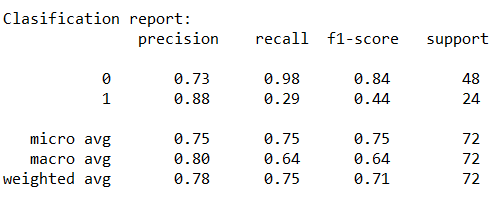 Clasification report:
precision recall f1-score support
0 0.73 0.98 0.84 48
1 0.88 0.29 0.44 24
micro avg 0.75 0.75 0.75 72
macro avg 0.80 0.64 0.64 72
weighted avg 0.78 0.75 0.71 72